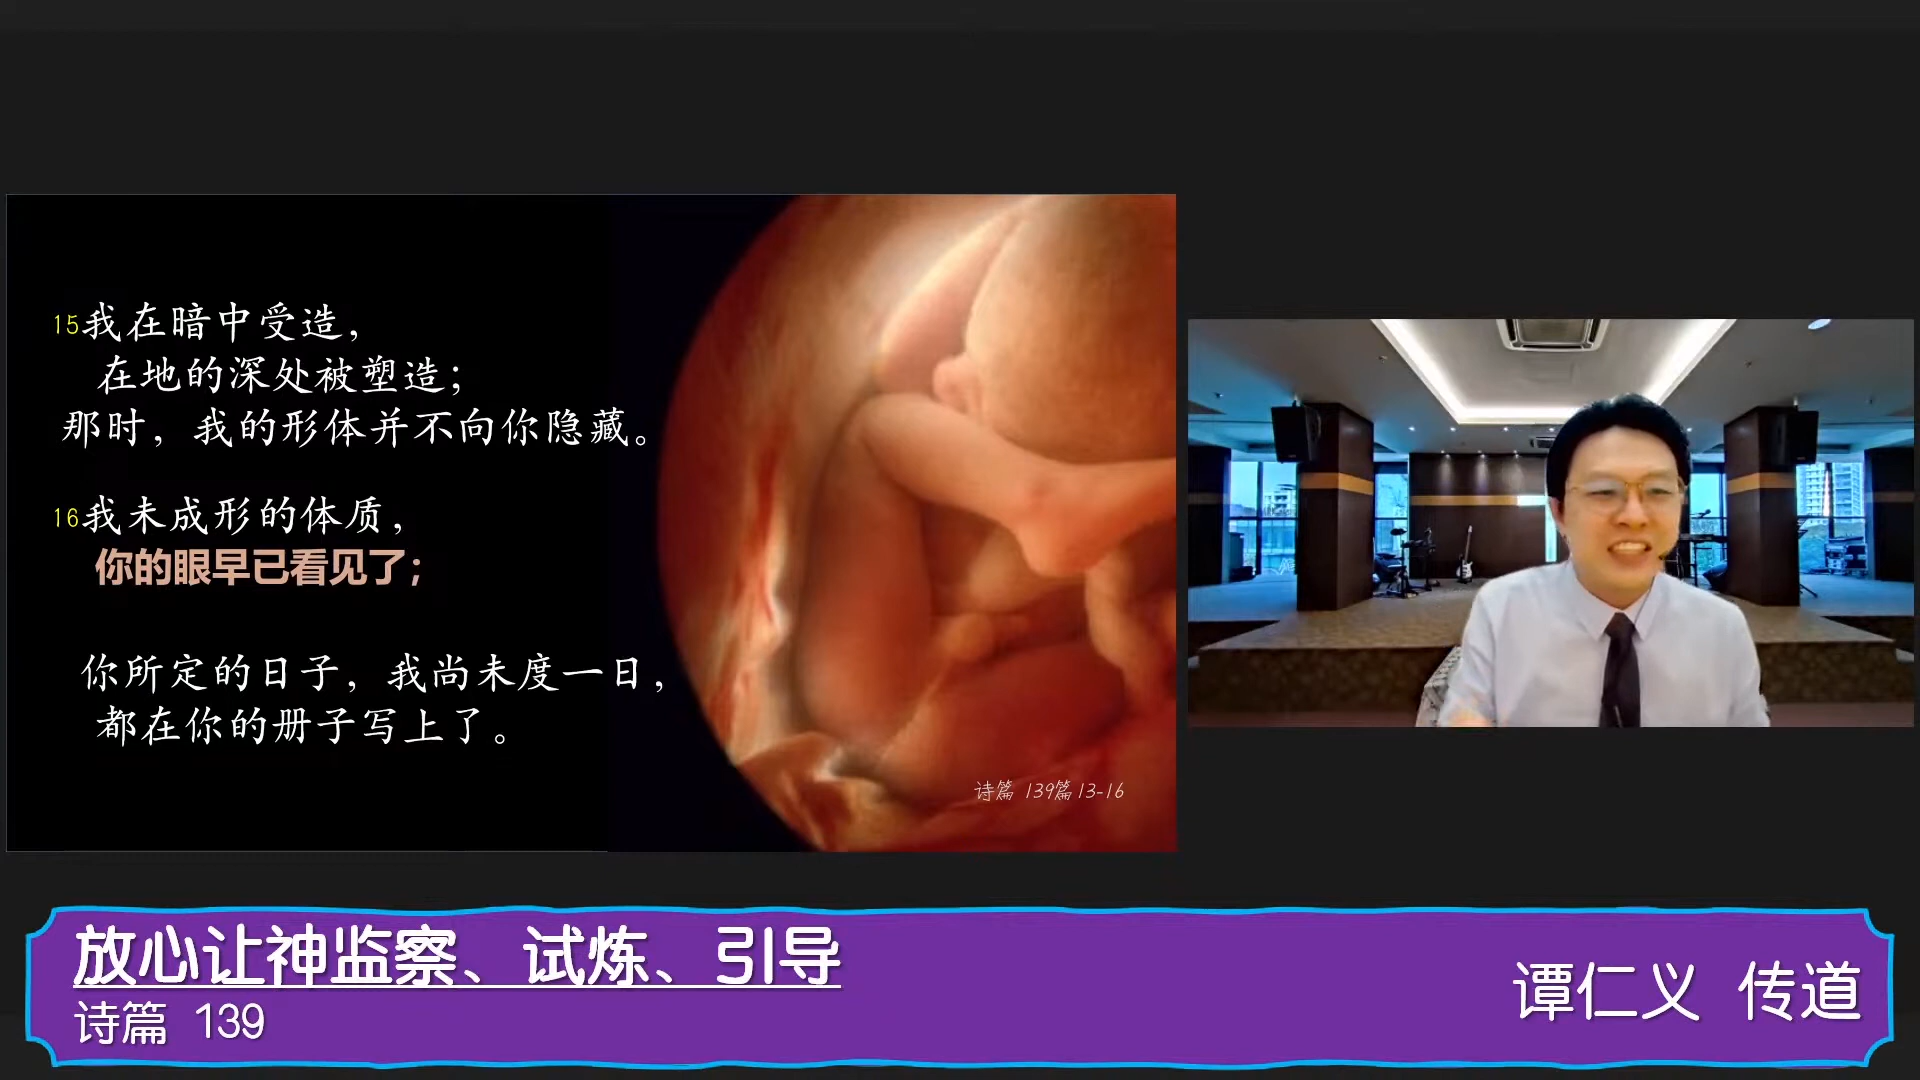 15我在暗中受造，
在地的深处被塑造；
那时，我的形体并不向你隐藏。
16我未成形的体质，
你的眼早已看见了；
你所定的日子，我尚未度一日，
都在你的册子写上了。
诗篇 139篇13-16
放心让神监察、试炼、引导
诗篇 139
谭仁义 传道